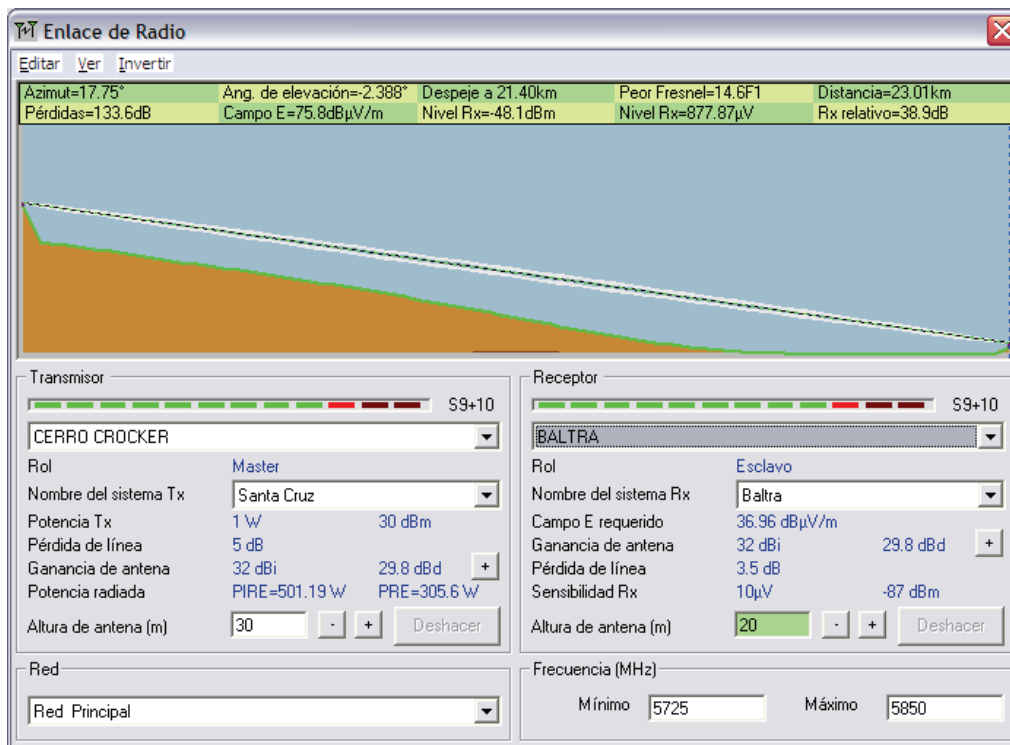 Enlace de Radio
Editar Ver Invertir
Azimut=17.75° Ang. de elevación=-2.388° Despeje a 21.40km Peor Fresnel=14.6F1 Distancia=23.01km
Pérdidas=133.6dB Campo E=75.8dBµV/m Nivel Rx=-48.1dBm Nivel Rx=877.87µV Rx relativo=38.9dB
Transmisor
S9+10
CERRO CROCKER
Rol Master
Nombre del sistema Tx Santa Cruz
Potencia Tx 1 W 30 dBm
Pérdida de línea 5 dB
Ganancia de antena 32 dBi 29.8 dBd +
Potencia radiada PIRE=501.19 W PRE=305.6 W
Altura de antena (m) 30 - + Deshacer
Red
Red Principal
Receptor
S9+10
BALTRA
Rol Esclavo
Nombre del sistema Rx Baltra
Campo E requerido 36.96 dBµV/m
Ganancia de antena 32 dBi 29.8 dBd +
Pérdida de línea 3.5 dB
Sensibilidad Rx 10µV -87 dBm
Altura de antena (m) 20 - + Deshacer
Frecuencia (MHz)
Mínimo 5725 Máximo 5850